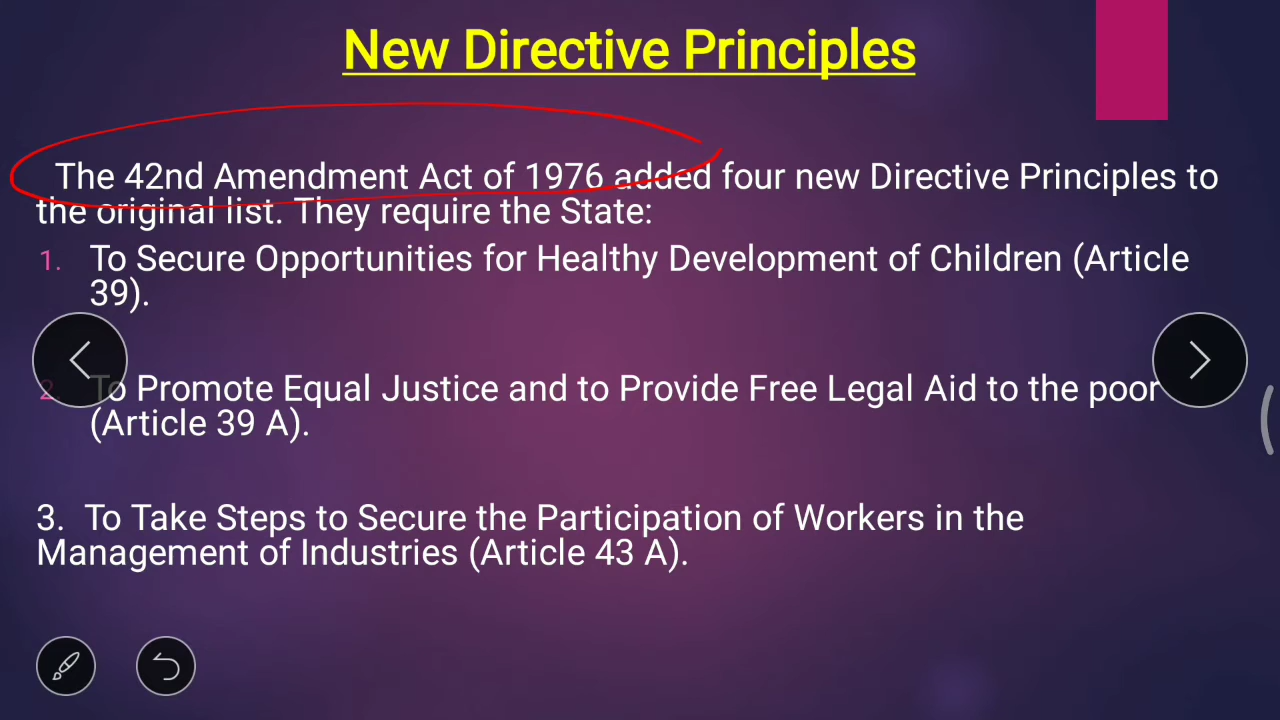 New Directive Principles
The 42nd Amendment Act of 1976 added four new Directive Principles to
the original list. They require the State:
1. To Secure Opportunities for Healthy Development of Children (Article
39).
2. To Promote Equal Justice and to Provide Free Legal Aid to the poor
(Article 39 A).
3. To Take Steps to Secure the Participation of Workers in the
Management of Industries (Article 43 A).